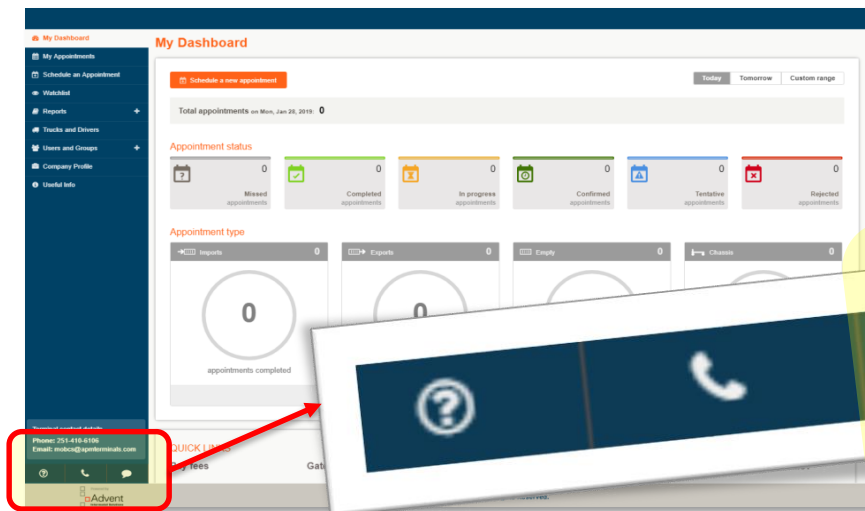 My Dashboard
My Appointments
Schedule an Appointment
Watchlist
Reports +
Trucks and Drivers
Users and Groups +
Company Profile
Useful Info
Terminal contact details
Phone: 251-410-6106
Email: mobcs@apmterminals.com
Powered by
Advent
My Dashboard
Schedule a new appointment
Today Tomorrow Custom range
Total appointments on Mon, Jan 28, 2019: 0
Appointment status
0 Missed appointments
0 Completed appointments
0 In progress appointments
0 Confirmed appointments
0 Tentative appointments
0 Rejected appointments
Appointment type
Imports 0
Exports 0
Empty 0
Chassis 0
0
0
appointments completed
QUICK LINKS
Pay fees